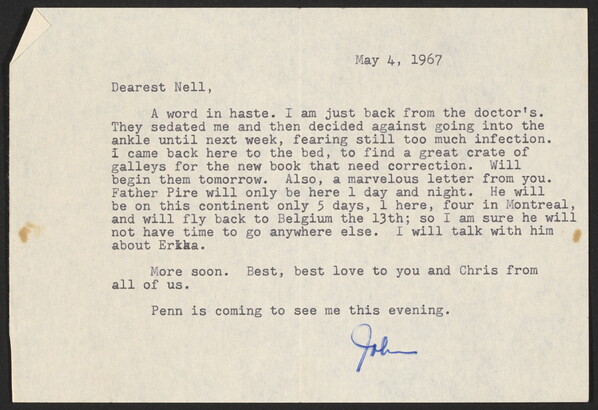 May 4, 1967
Dearest Nell,
A word in haste. I am just back from the doctor's.
They sedated me and then decided against going into the
ankle until next week, fearing still too much infection.
I came back here to the bed, to find a great crate of
galleys for the new book that need correction. Will
begin them tomorrow. Also, a marvelous letter from you.
Father Pire will only be here 1 day and night. He will
be on this continent only 5 days, 1 here, four in Montreal,
and will fly back to Belgium the 13th; so I am sure he will
not have time to go anywhere else. I will talk with him
about Erika.
More soon. Best, best love to you and Chris from
all of us.
Penn is coming to see me this evening.
John